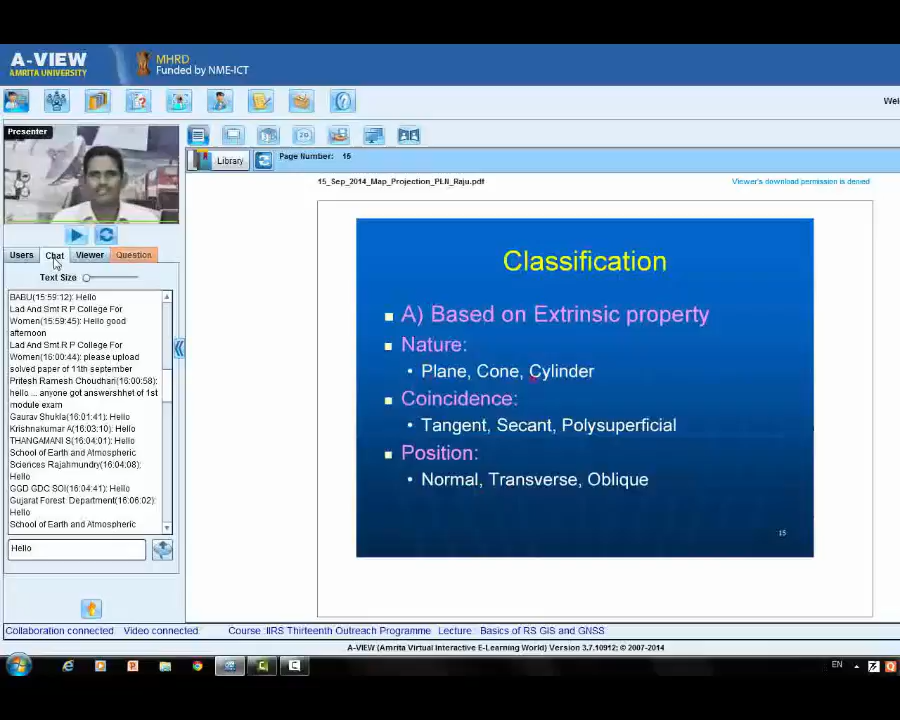 A-VIEW
AMRITA UNIVERSITY
MHRD
Funded by NME-ICT
Wel
Presenter
Library
Page Number: 15
15_Sep_2014_Map_Projection_PLN_Raju.pdf
Viewer's download permission is denied
Users
Chat
Viewer
Question
Text Size
BABU(15:59:12): Hello
Lad And Smt R P College For
Women(15:59:45): Hello good
afternoon
Lad And Smt R P College For
Women(16:00:44): please upload
solved paper of 11th september
Pritesh Ramesh Choudhari(16:00:58):
hello ... anyone got answershhet of 1st
module exam
Gaurav Shukla(16:01:41): Hello
Krishnakumar A(16:03:10): Hello
THANGAMANI S(16:04:01): Hello
School of Earth and Atmospheric
Sciences Rajahmundry(16:04:08):
Hello
GGD GDC SOI(16:04:41): Hello
Gujarat Forest Department(16:06:02):
Hello
School of Earth and Atmospheric
Hello
Classification
A) Based on Extrinsic property
Nature:
• Plane, Cone, Cylinder
Coincidence:
• Tangent, Secant, Polysuperficial
Position:
• Normal, Transverse, Oblique
15
Collaboration connected Video connected Course :IIRS Thirteenth Outreach Programme Lecture : Basics of RS GIS and GNSS
A-VIEW (Amrita Virtual Interactive E-Learning World) Version 3.7.10912; © 2007-2014
EN